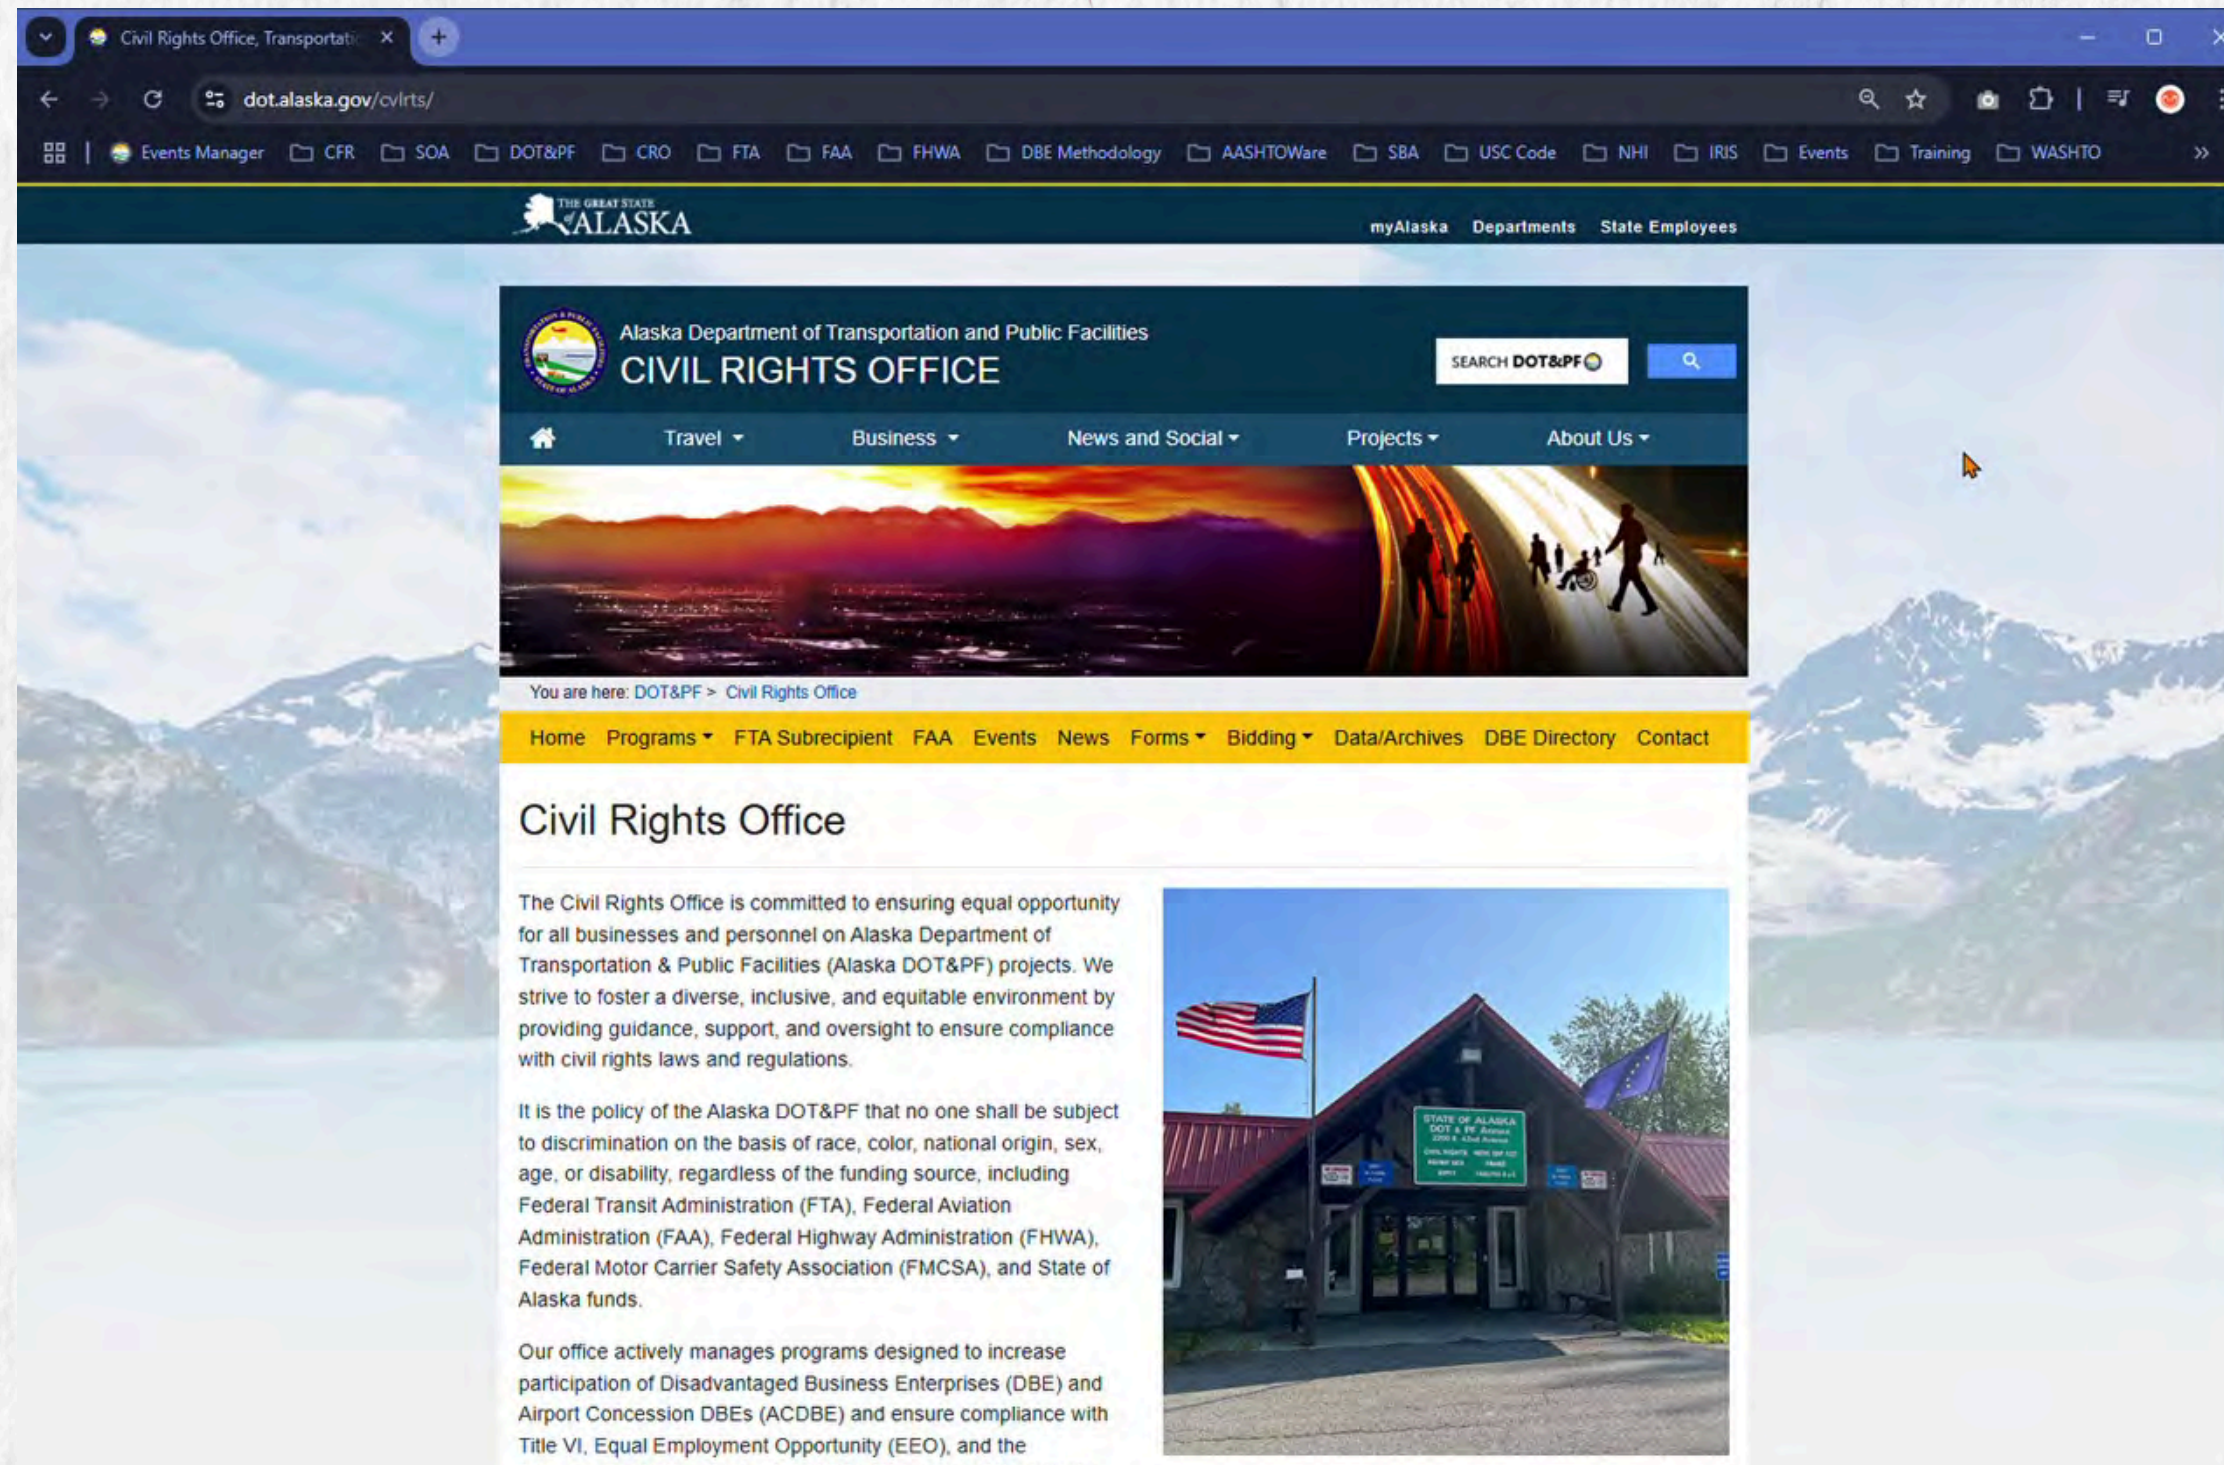 Civil Rights Office, Transportati
dot.alaska.gov/cvlrts/
Events Manager CFR SOA DOT&PF CRO FTA FAA FHWA DBE Methodology AASHTOWare SBA USC Code NHI IRIS Events Training WASHTO
THE GREAT STATE
of ALASKA
myAlaska Departments State Employees
Alaska Department of Transportation and Public Facilities
CIVIL RIGHTS OFFICE
SEARCH DOT&PF
Travel Business News and Social Projects About Us
You are here: DOT&PF > Civil Rights Office
Home Programs FTA Subrecipient FAA Events News Forms Bidding Data/Archives DBE Directory Contact
Civil Rights Office
The Civil Rights Office is committed to ensuring equal opportunity
for all businesses and personnel on Alaska Department of
Transportation & Public Facilities (Alaska DOT&PF) projects. We
strive to foster a diverse, inclusive, and equitable environment by
providing guidance, support, and oversight to ensure compliance
with civil rights laws and regulations.
It is the policy of the Alaska DOT&PF that no one shall be subject
to discrimination on the basis of race, color, national origin, sex,
age, or disability, regardless of the funding source, including
Federal Transit Administration (FTA), Federal Aviation
Administration (FAA), Federal Highway Administration (FHWA),
Federal Motor Carrier Safety Association (FMCSA), and State of
Alaska funds.
Our office actively manages programs designed to increase
participation of Disadvantaged Business Enterprises (DBE) and
Airport Concession DBEs (ACDBE) and ensure compliance with
Title VI, Equal Employment Opportunity (EEO), and the
STATE OF ALASKA
DOT & PF Annex
CIVIL RIGHTS